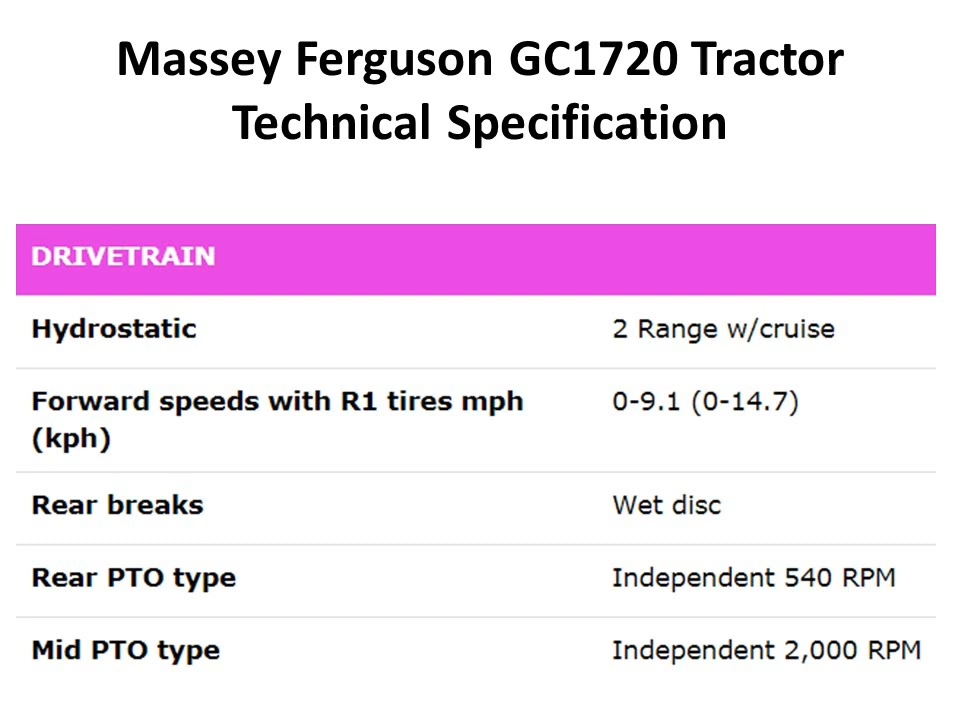 Massey Ferguson GC1720 Tractor
Technical Specification
DRIVETRAIN
Hydrostatic 2 Range w/cruise
Forward speeds with R1 tires mph 0-9.1 (0-14.7)
(kph)
Rear breaks Wet disc
Rear PTO type Independent 540 RPM
Mid PTO type Independent 2,000 RPM